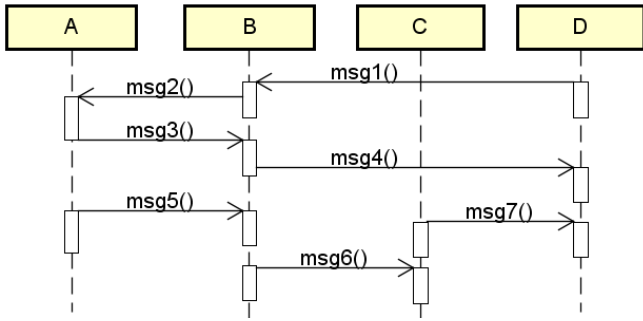 A
B
C
D
msg1()
msg2()
msg3()
msg4()
msg5()
msg7()
msg6()